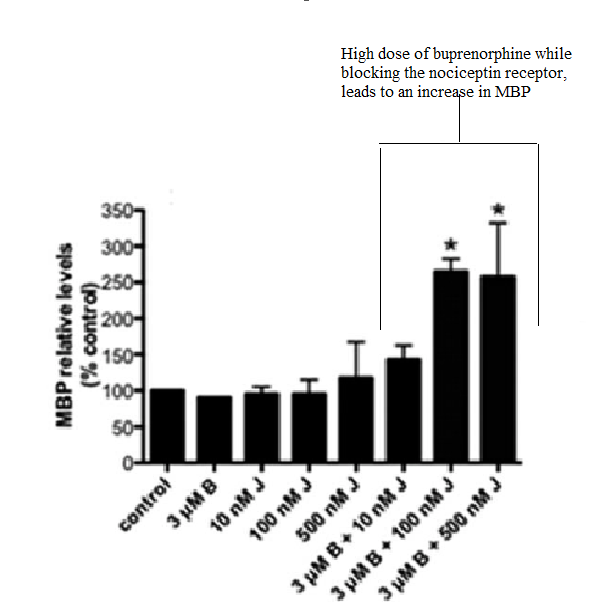 High dose of buprenorphine while
blocking the nociceptin receptor,
leads to an increase in MBP
MBP relative levels
(% control)
350
300
250
200
150
100
50
0
*
*
control
3 µM B
10 nM J
100 nM J
500 nM J
3 µM B + 10 nM J
3 µM B + 100 nM J
3 µM B + 500 nM J